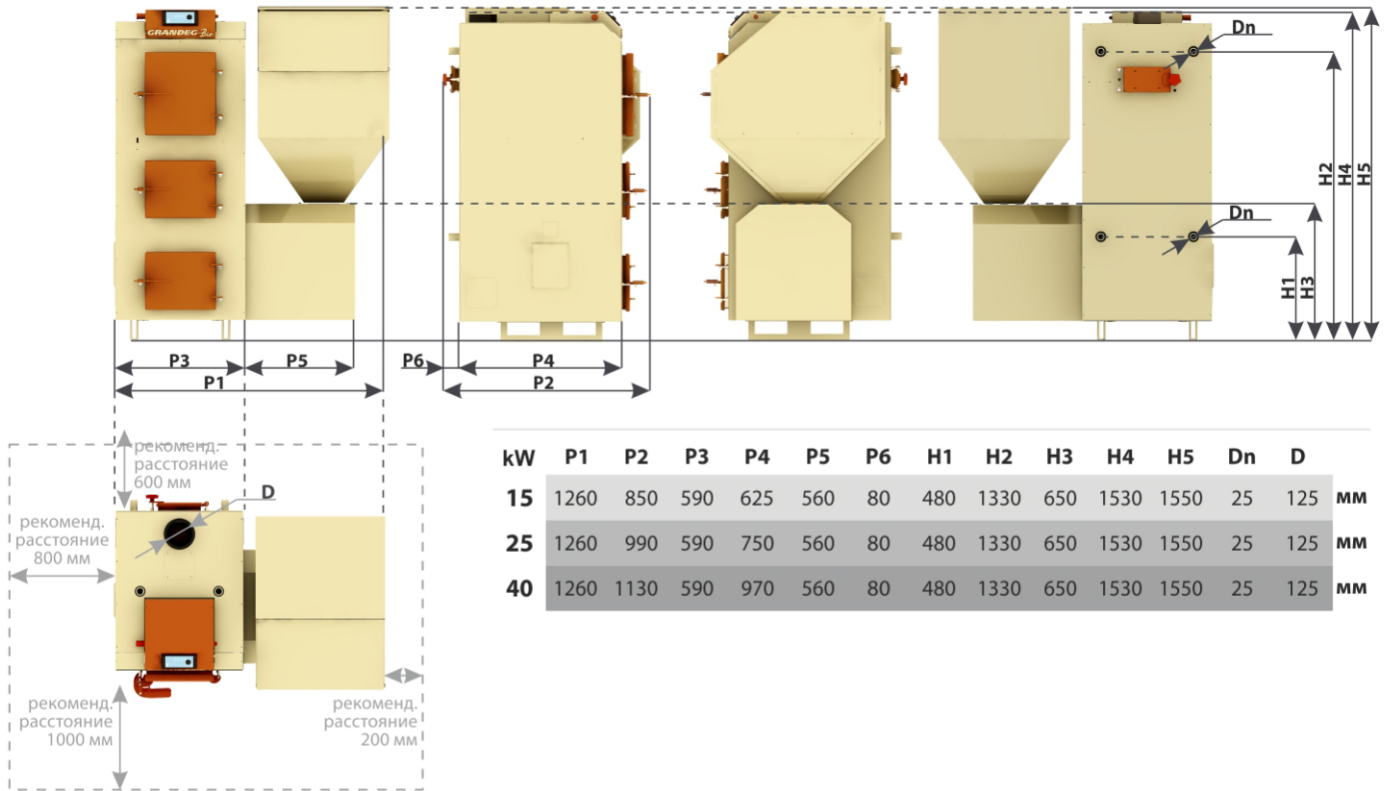 GRANDEG Bio
Dn
Dn
H1
H3
H2
H4
H5
P3
P5
P1
P6
P4
P2
рекоменд.
расстояние
600 мм
D
рекоменд.
расстояние
800 мм
рекоменд.
расстояние
1000 мм
рекоменд.
расстояние
200 мм
kW P1 P2 P3 P4 P5 P6 H1 H2 H3 H4 H5 Dn D
15 1260 850 590 625 560 80 480 1330 650 1530 1550 25 125 мм
25 1260 990 590 750 560 80 480 1330 650 1530 1550 25 125 мм
40 1260 1130 590 970 560 80 480 1330 650 1530 1550 25 125 мм